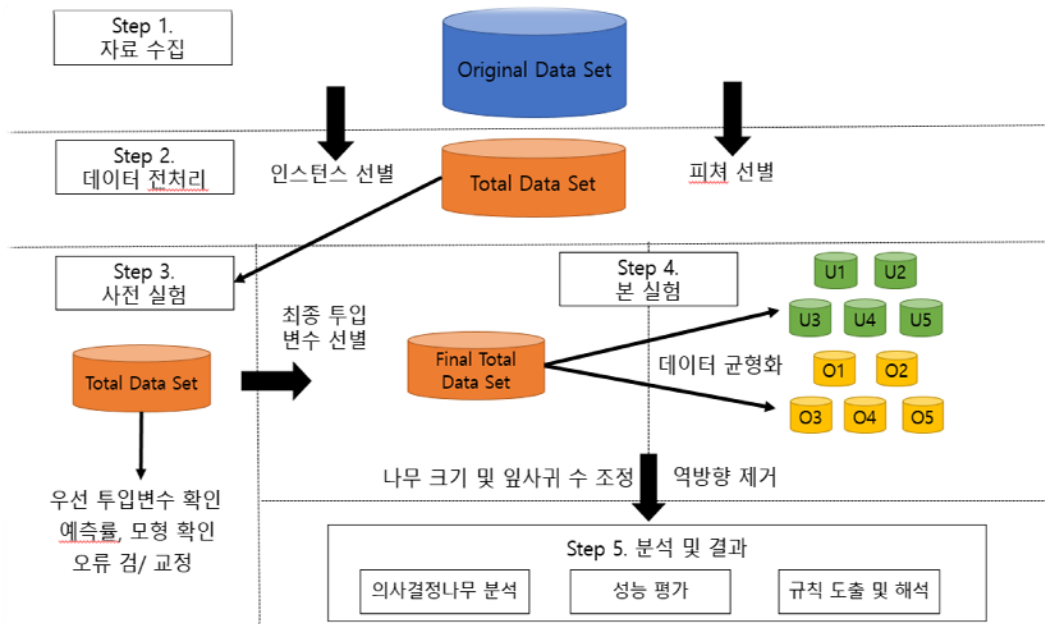 Step 1.
자료 수집
Original Data Set
Step 2.
데이터 전처리
인스턴스 선별
Total Data Set
피쳐 선별
Step 3.
사전 실험
최종 투입
변수 선별
Step 4.
본 실험
U1
U2
U3
U4
U5
Total Data Set
Final Total
Data Set
데이터 균형화
O1
O2
O3
O4
O5
우선 투입변수 확인
예측률, 모형 확인
오류 검/ 교정
나무 크기 및 잎사귀 수 조정
역방향 제거
Step 5. 분석 및 결과
의사결정나무 분석
성능 평가
규칙 도출 및 해석